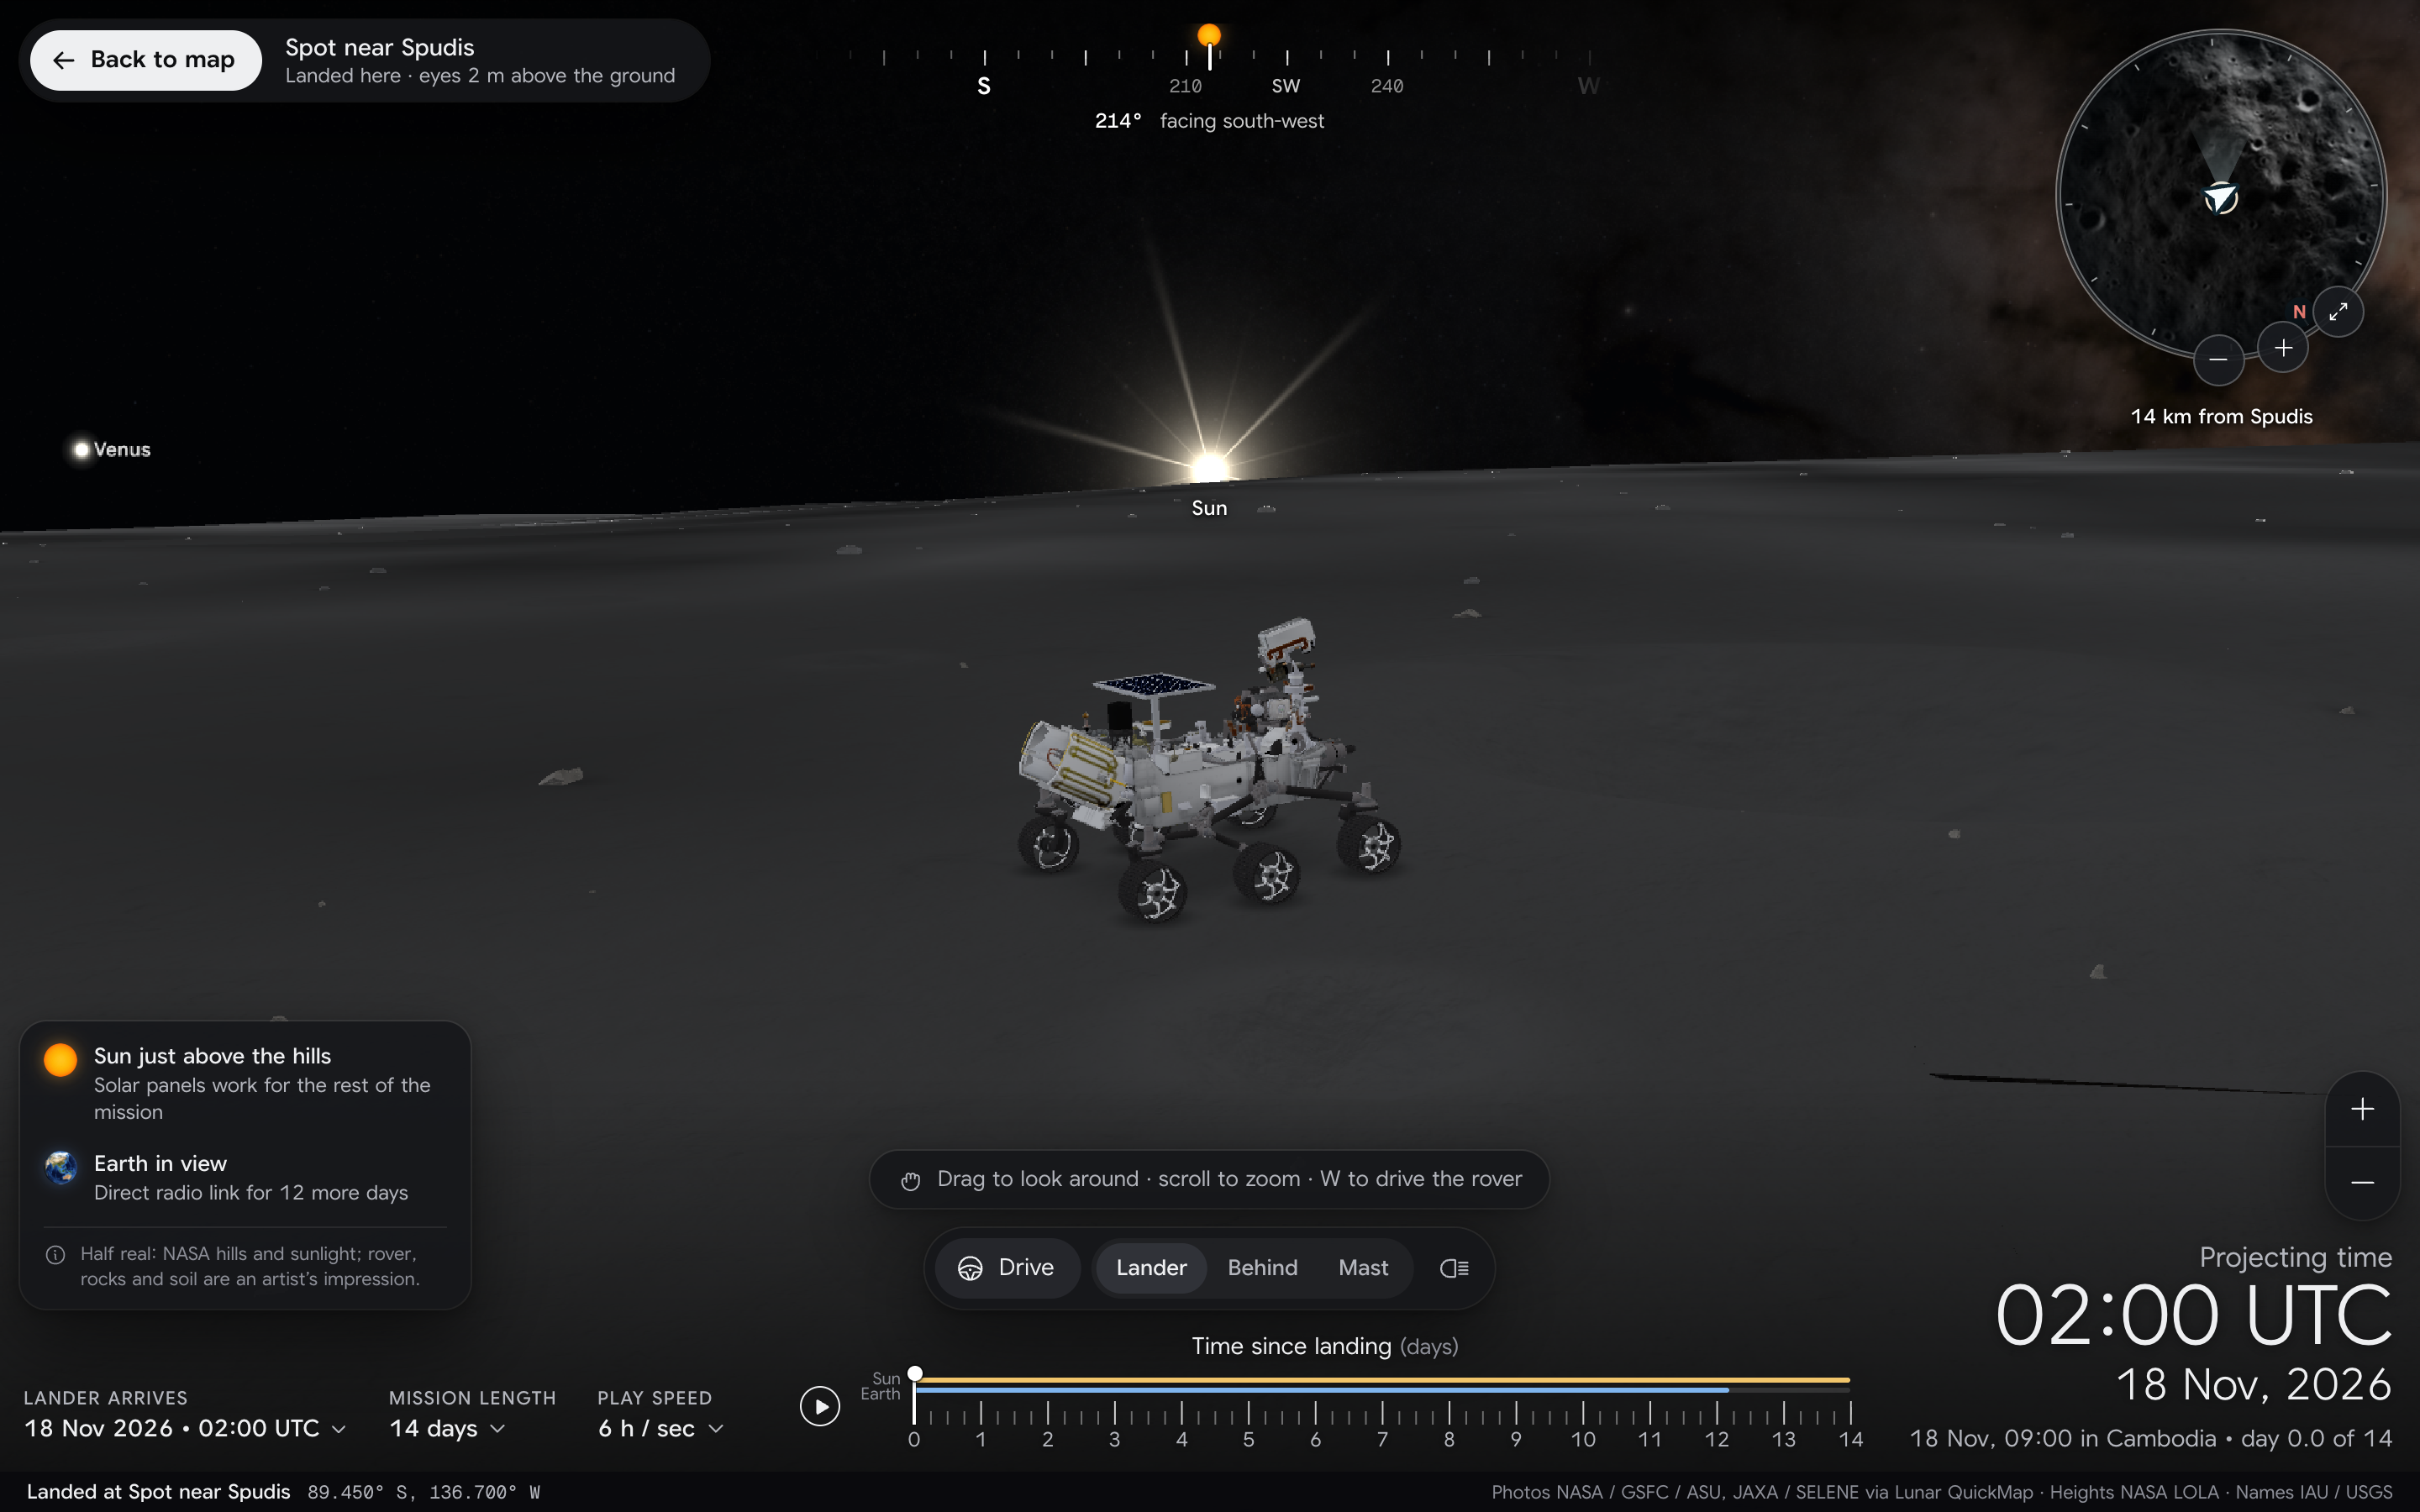 Back to map
Spot near Spudis
Landed here · eyes 2 m above the ground
S
210
SW
240
W
214° facing south-west
N
14 km from Spudis
Venus
Sun
Sun just above the hills
Solar panels work for the rest of the
mission
Earth in view
Direct radio link for 12 more days
Half real: NASA hills and sunlight; rover,
rocks and soil are an artist's impression.
Drag to look around · scroll to zoom · W to drive the rover
Drive
Lander
Behind
Mast
Projecting time
02:00 UTC
18 Nov, 2026
18 Nov, 09:00 in Cambodia • day 0.0 of 14
LANDER ARRIVES
18 Nov 2026 • 02:00 UTC
MISSION LENGTH
14 days
PLAY SPEED
6 h / sec
Time since landing (days)
Sun
Earth
0 1 2 3 4 5 6 7 8 9 10 11 12 13 14
Landed at Spot near Spudis 89.450° S, 136.700° W
Photos NASA / GSFC / ASU, JAXA / SELENE via Lunar QuickMap · Heights NASA LOLA · Names IAU / USGS